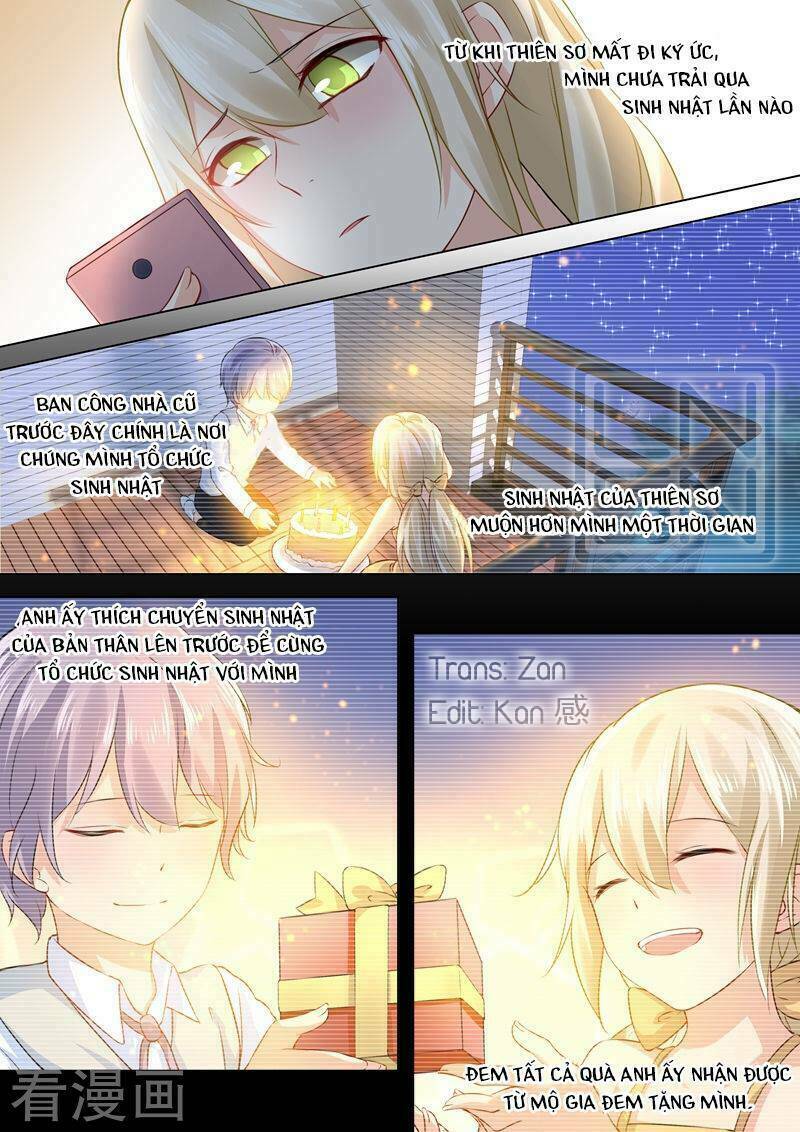 TỪ KHI THIÊN SƠ MẤT ĐI KÝ ỨC,
MÌNH CHƯA TRẢI QUA
SINH NHẬT LẦN NÀO
BAN CÔNG NHÀ CŨ
TRƯỚC ĐÂY CHÍNH LÀ NƠI
CHÚNG MÌNH TỔ CHỨC
SINH NHẬT
SINH NHẬT CỦA THIÊN SƠ
MUỘN HƠN MÌNH MỘT THỜI GIAN
ANH ẤY THÍCH CHUYỂN SINH NHẬT
CỦA BẢN THÂN LÊN TRƯỚC ĐỂ CÙNG
TỔ CHỨC SINH NHẬT VỚI MÌNH
Trans: Zan
Edit: Kan 感
ĐEM TẤT CẢ QUÀ ANH ẤY NHẬN ĐƯỢC
TỪ MỘ GIA ĐEM TẶNG MÌNH.
看漫画